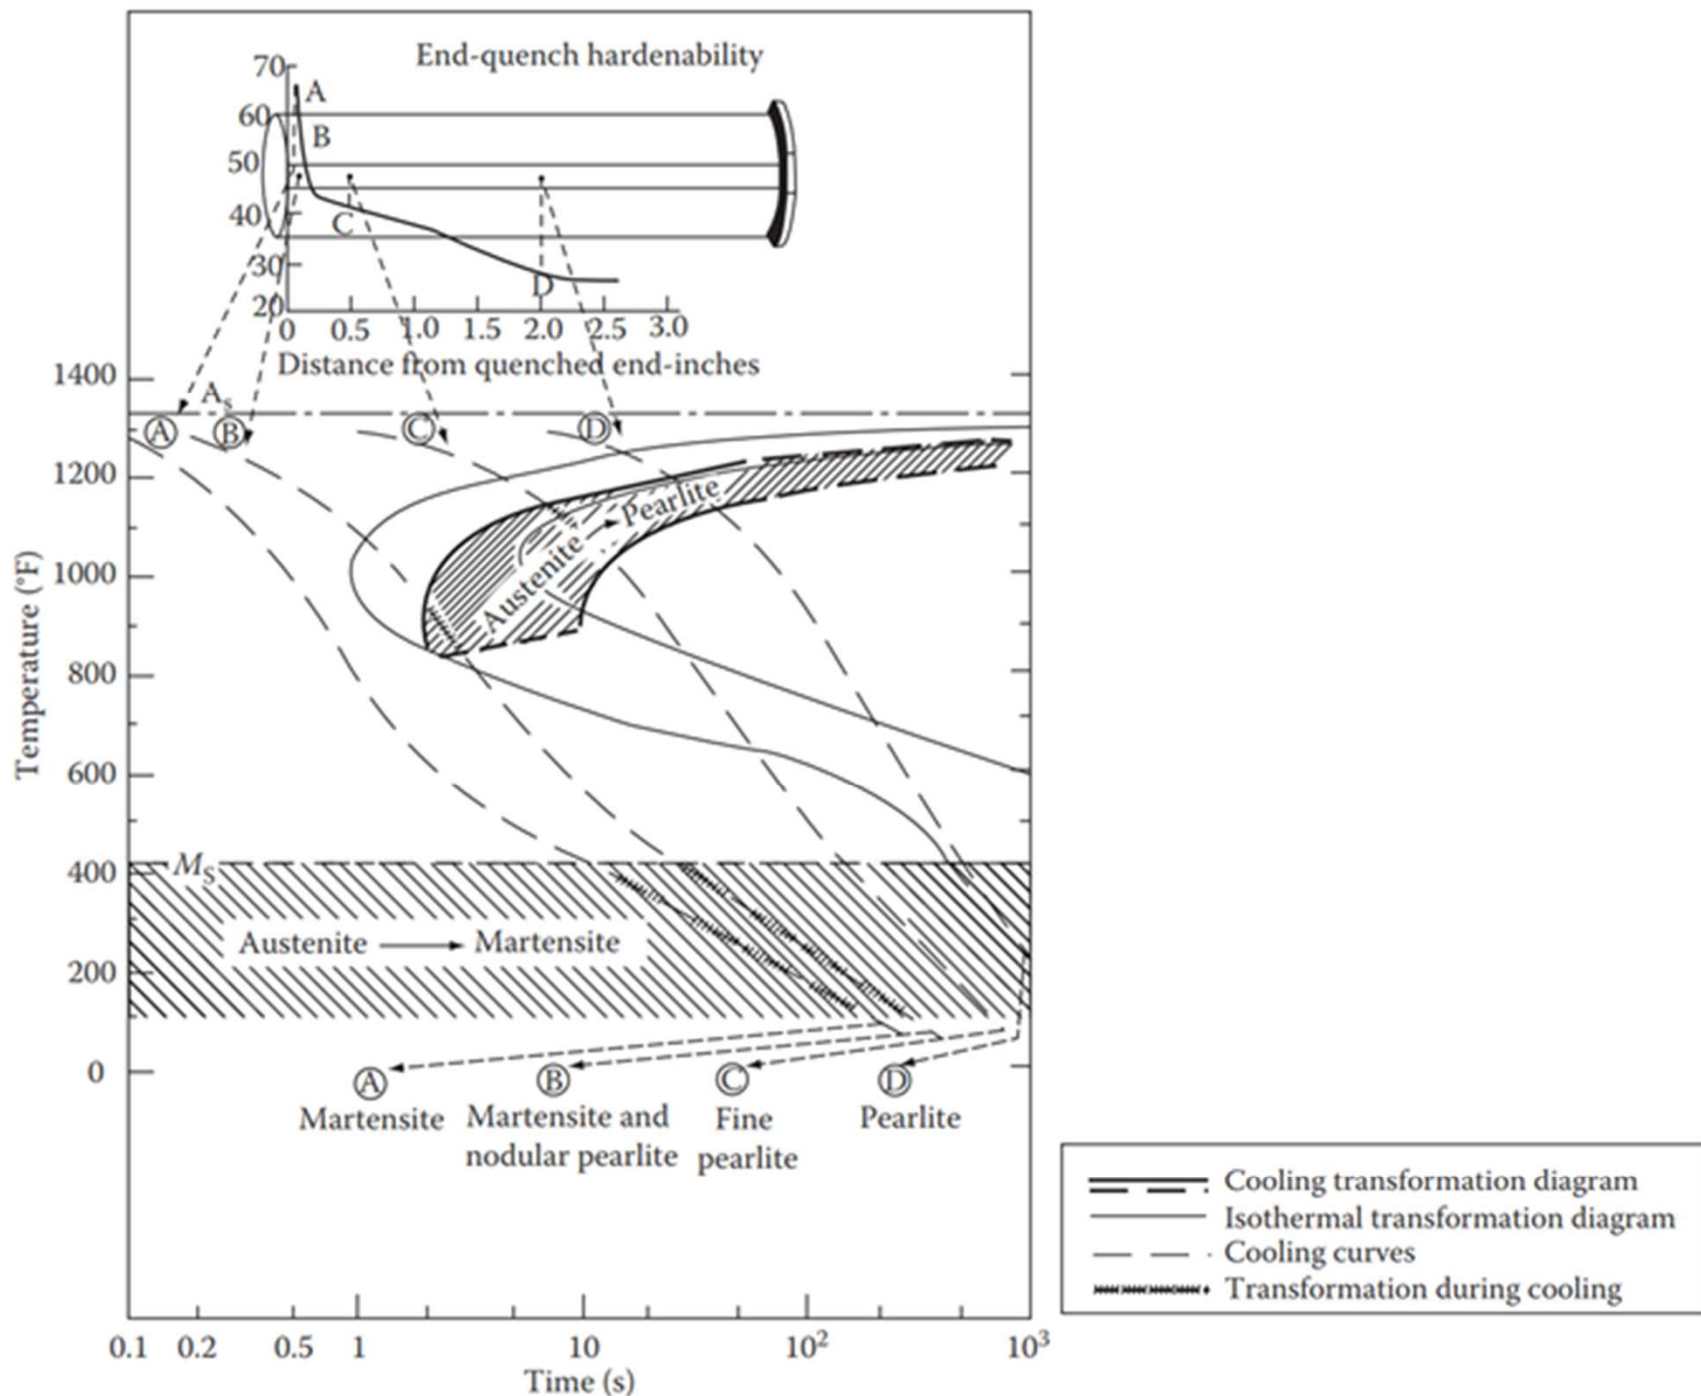 End-quench hardenability
70
A
60
B
50
40
C
30
D
20
0 0.5 1.0 1.5 2.0 2.5 3.0
Distance from quenched end-inches
1400
As
A B C D
1200
Pearlite
Austenite
1000
800
600
400
MS
Austenite Martensite
200
0
Temperature (°F)
A B C D
Martensite Martensite and Fine Pearlite
nodular pearlite pearlite
Cooling transformation diagram
Isothermal transformation diagram
Cooling curves
Transformation during cooling
0.1 0.2 0.5 1 10 10² 10³
Time (s)